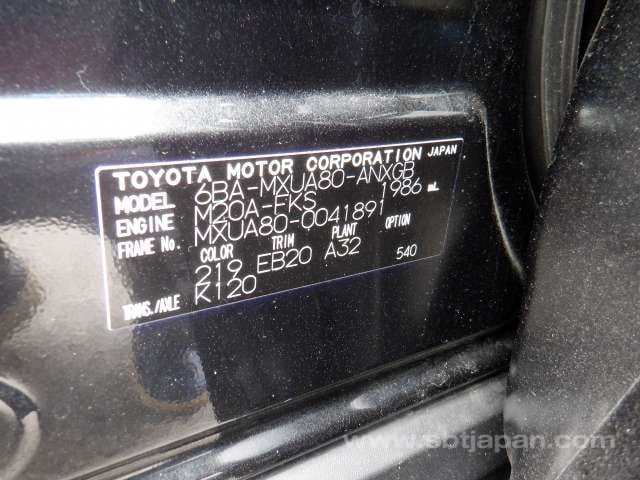 TOYOTA MOTOR CORPORATION JAPAN
MODEL 6BA-MXUA80-ANXGB
ENGINE M20A-FKS 1986 mL
FRAME No. MXUA80-0041891
COLOR TRIM PLANT OPTION
219 EB20 A32 540
TRANS./AXLE K120
www.sbtjapan.com